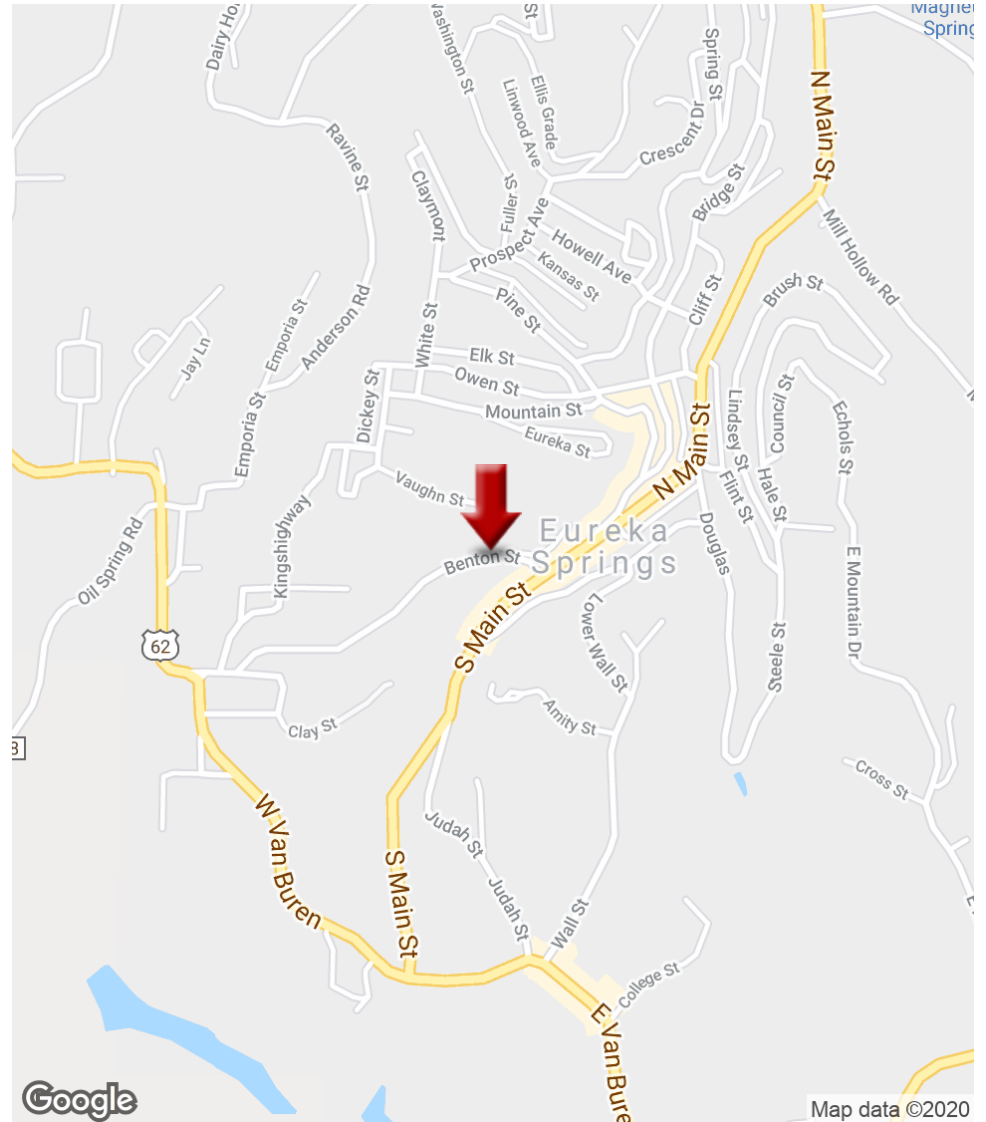 Magne
Spring
Dairy Ho
Washington St
St
Ellis Grade
Linwood Ave
Spring St
N Main St
Crescent Dr
Ravine St
Claymont
Fuller St
Bridge St
Prospect Ave
Howell Ave
Kansas St
Mill Hollow Rd
Cliff St
Brush St
Pine St
Emporia St
Anderson Rd
White St
Jay Ln
Elk St
Owen St
Dickey St
Mountain St
Eureka St
Emporia St
N Main St
Lindsey St
Council St
Echols St
Vaughn St
Flint St
Hale St
Kingshighway
Oil Spring Rd
Douglas
Eureka
Springs
Benton St
E Mountain Dr
S Main St
Lower Wall St
62
Steele St
Amity St
Clay St
3
Cross St
W Van Buren
Judah St
S Main St
Judah St
Wall St
College St
E Van Bure
Google
Map data ©2020